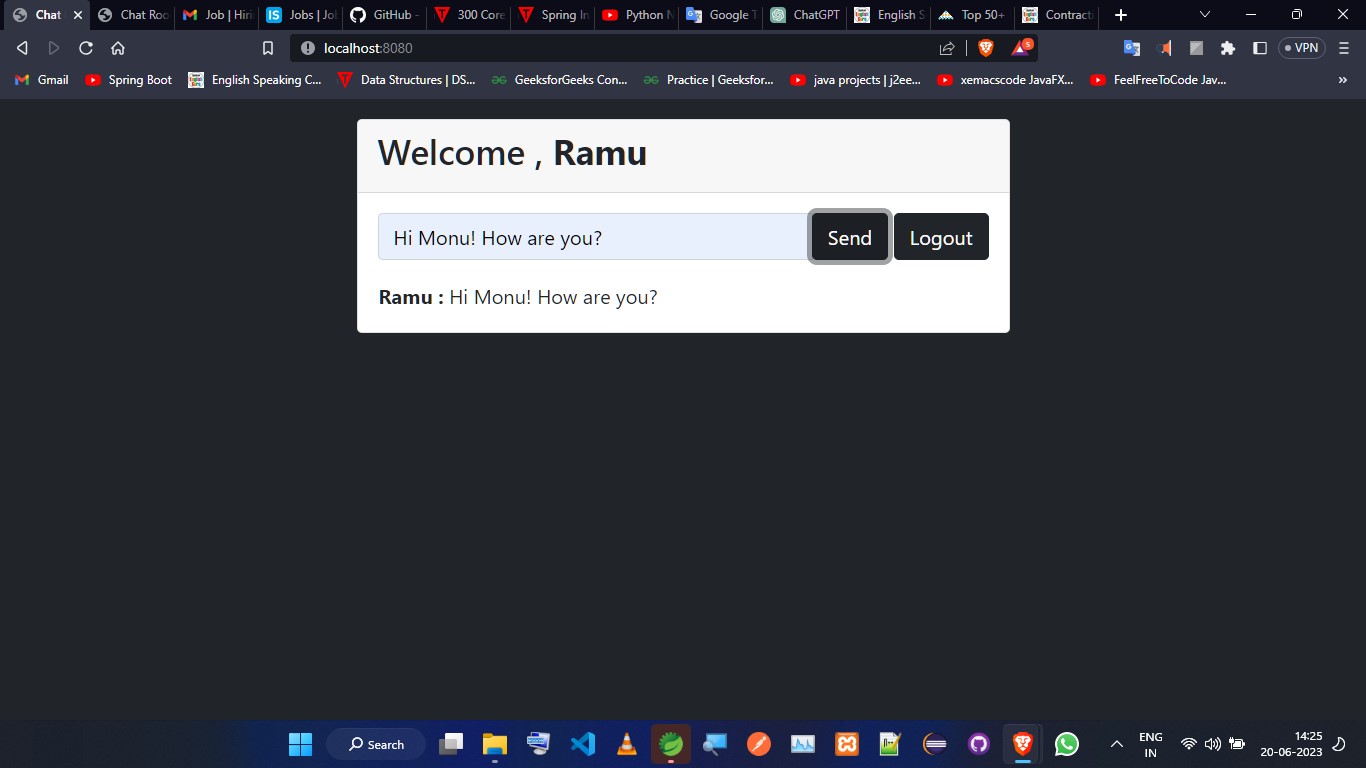 Chat
Chat Roo
Job | Hiri
Jobs | Jo
GitHub -
300 Core
Spring In
Python N
Google T
ChatGPT
English S
Top 50+
Contract
localhost:8080
5
VPN
Gmail
Spring Boot
English Speaking C...
Data Structures | DS...
GeeksforGeeks Con...
Practice | Geeksfor...
java projects | j2ee...
xemacscode JavaFX...
FeelFreeToCode Jav...
»
Welcome , Ramu
Hi Monu! How are you?
Send
Logout
Ramu : Hi Monu! How are you?
Search
ENG
IN
14:25
20-06-2023